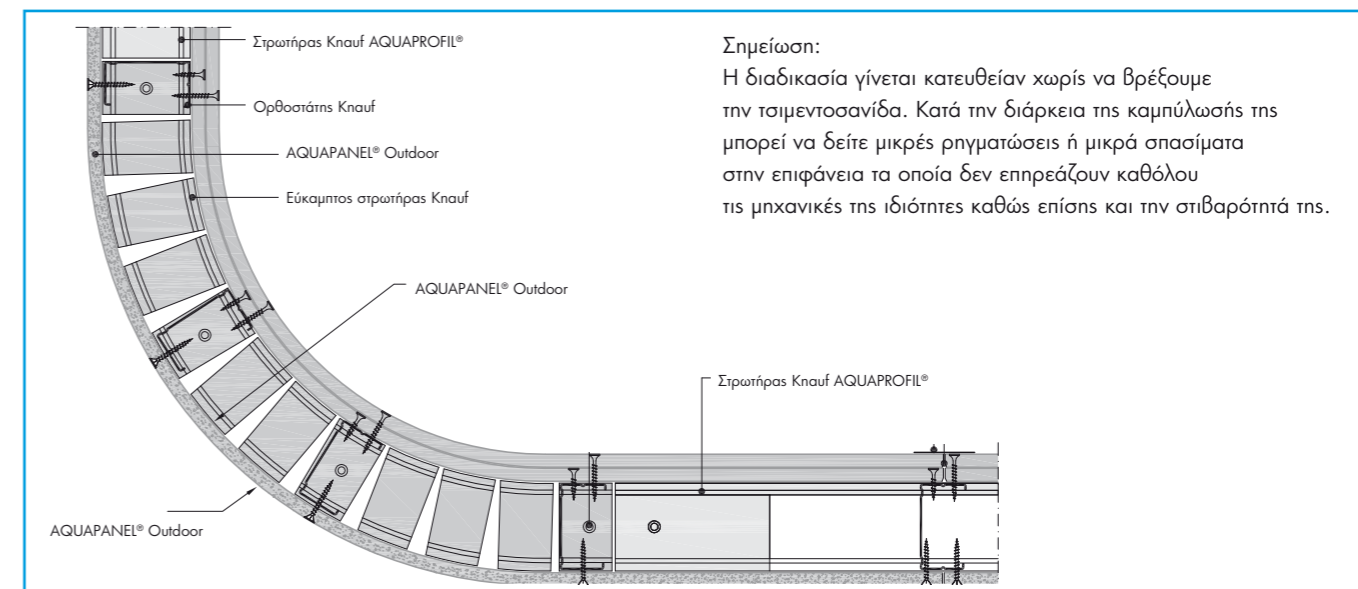 Στρωτήρας Knauf AQUAPROFIL®
Ορθοστάτης Knauf
AQUAPANEL® Outdoor
Εύκαμπτος στρωτήρας Knauf
Σημείωση:
Η διαδικασία γίνεται κατευθείαν χωρίς να βρέξουμε
την τσιμεντοσανίδα. Κατά την διάρκεια της καμπύλωσής της
μπορεί να δείτε μικρές ρηγματώσεις ή μικρά σπασίματα
στην επιφάνεια τα οποία δεν επηρεάζουν καθόλου
τις μηχανικές της ιδιότητες καθώς επίσης και την στιβαρότητά της.
AQUAPANEL® Outdoor
Στρωτήρας Knauf AQUAPROFIL®
AQUAPANEL® Outdoor